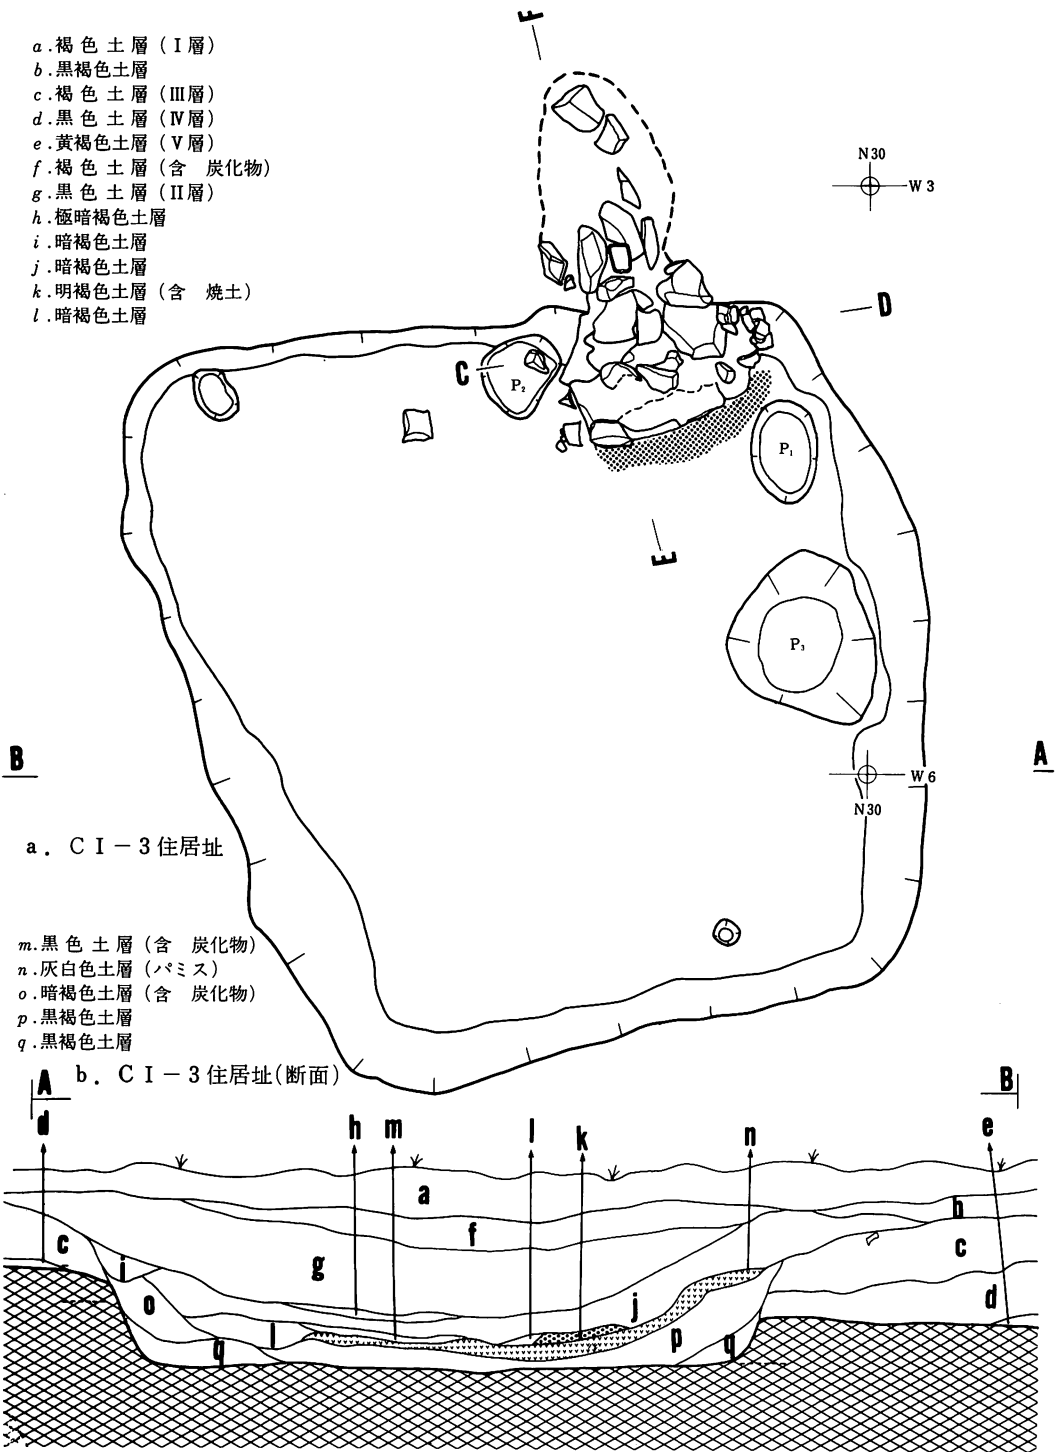 F
a.褐色土層(I層)
b.黒褐色土層
c.褐色土層(III層)
d.黒色土層(IV層)
e.黄褐色土層(V層)
f.褐色土層(含 炭化物)
g.黒色土層(II層)
h.極暗褐色土層
i.暗褐色土層
j.暗褐色土層
k.明褐色土層(含 焼土)
l.暗褐色土層
N30
W3
D
C
P2
P1
E
P3
B
A
W6
N30
a. CI-3住居址
m.黒色土層(含 炭化物)
n.灰白色土層(パミス)
o.暗褐色土層(含 炭化物)
p.黒褐色土層
q.黒褐色土層
b. CI-3住居址(断面)
A
B
d
h
m
l
k
n
e
a
b
f
c
g
c
i
o
j
d
l
q
p
q